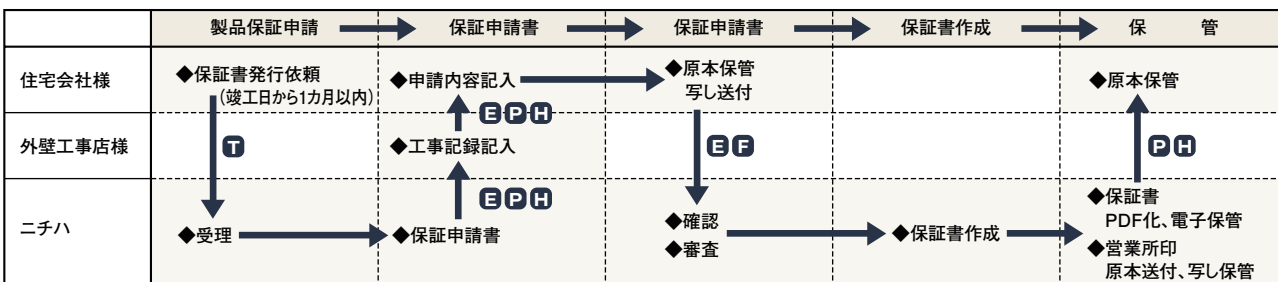 製品保証申請 保証申請書 保証申請書 保証書作成 保管
住宅会社様
◆保証書発行依頼
(竣工日から1カ月以内)
◆申請内容記入
◆原本保管
写し送付
◆原本保管
E P H
外壁工事店様
T
◆工事記録記入
E F
P H
E P H
ニチハ
◆受理
◆保証申請書
◆確認
◆審査
◆保証書作成
◆保証書
PDF化、電子保管
◆営業所印
原本送付、写し保管